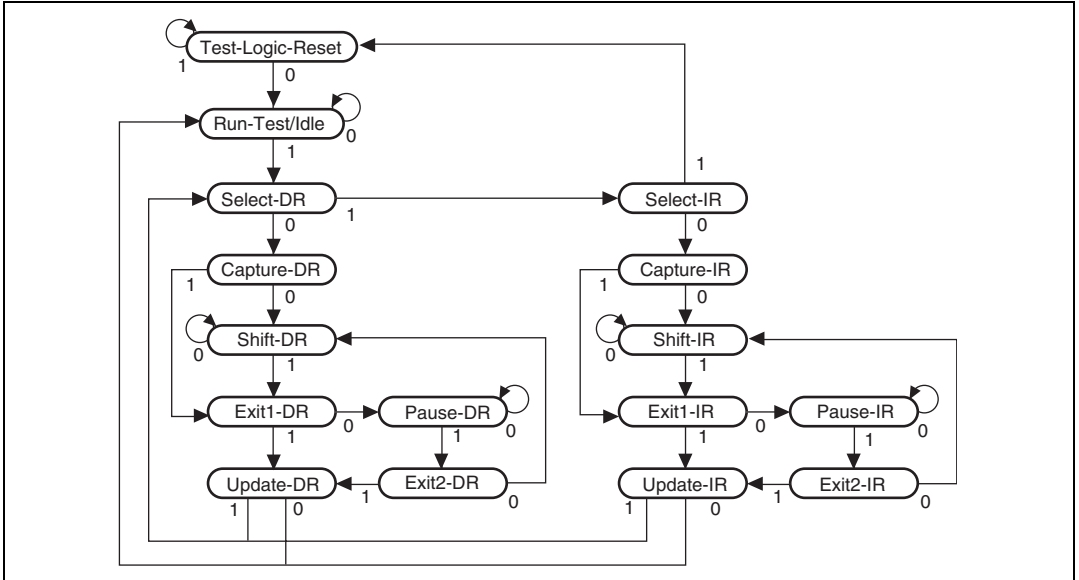 Test-Logic-Reset
1
0
Run-Test/Idle
0
1
1
Select-DR
1
Select-IR
0
0
Capture-DR
Capture-IR
1
0
1
0
Shift-DR
Shift-IR
0
1
0
1
Exit1-DR
Pause-DR
Exit1-IR
Pause-IR
0
0
0
0
1
1
1
1
Update-DR
Exit2-DR
Update-IR
Exit2-IR
1
0
1
0
1
0
1
0